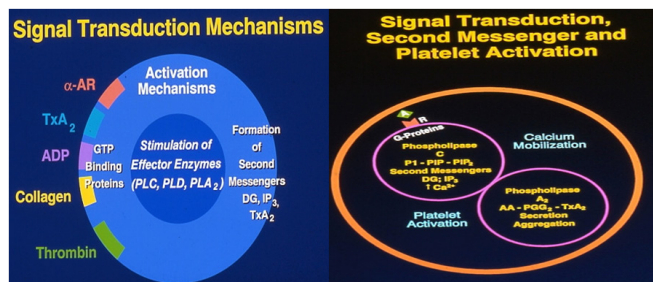 Signal Transduction Mechanisms
Activation
Mechanisms
α-AR
TxA₂
ADP
Collagen
Thrombin
GTP
Binding
Proteins
Stimulation of
Effector Enzymes
(PLC, PLD, PLA₂)
Formation
of
Second
Messengers
DG, IP₃,
TxA₂
Signal Transduction,
Second Messenger and
Platelet Activation
A
R
G-Proteins
Phospholipase
C
P1 - PIP - PIP₂
Second Messengers
DG; IP₃
↑ Ca²⁺
Calcium
Mobilization
Platelet
Activation
Phospholipase
A₂
AA - PGG₂ - TxA₂
Secretion
Aggregation